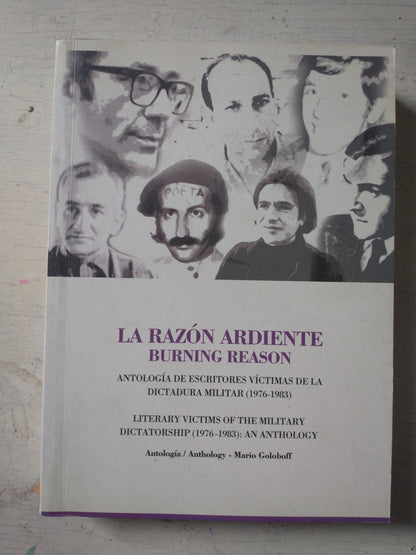 POETA
LA RAZÓN ARDIENTE
BURNING REASON
ANTOLOGÍA DE ESCRITORES VÍCTIMAS DE LA
DICTADURA MILITAR (1976-1983)
LITERARY VICTIMS OF THE MILITARY
DICTATORSHIP (1976-1983): AN ANTHOLOGY
Antología / Anthology - Mario Goloboff